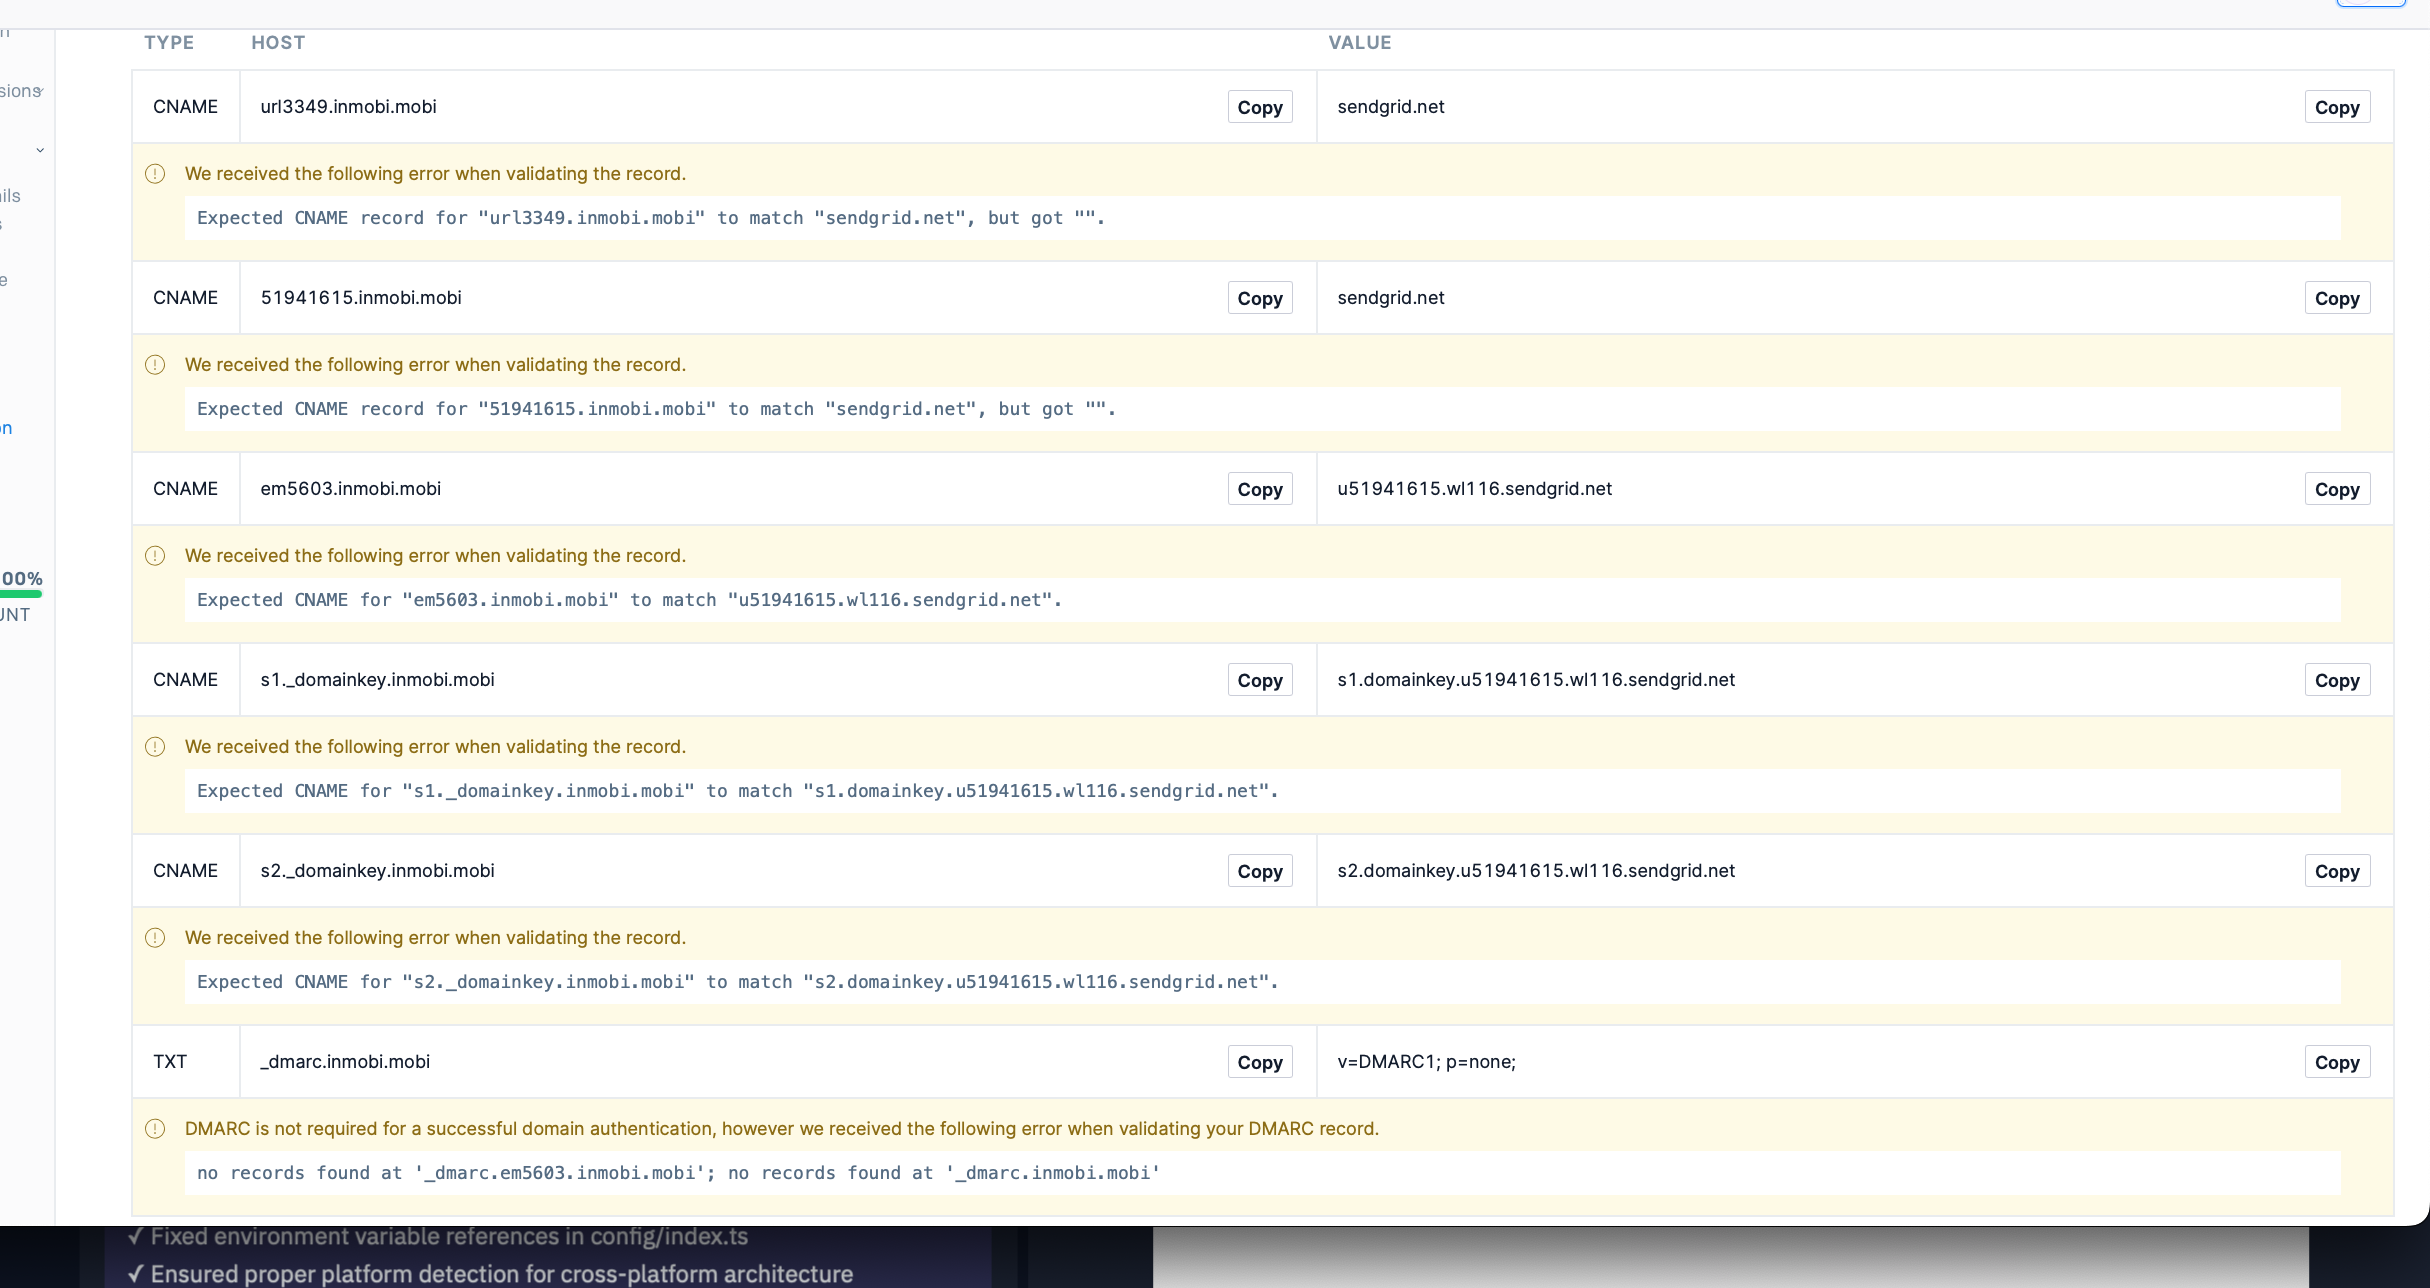 TYPE HOST VALUE
CNAME url3349.inmobi.mobi Copy sendgrid.net Copy
We received the following error when validating the record.
Expected CNAME record for "url3349.inmobi.mobi" to match "sendgrid.net", but got "".
CNAME 51941615.inmobi.mobi Copy sendgrid.net Copy
We received the following error when validating the record.
Expected CNAME record for "51941615.inmobi.mobi" to match "sendgrid.net", but got "".
CNAME em5603.inmobi.mobi Copy u51941615.wl116.sendgrid.net Copy
We received the following error when validating the record.
Expected CNAME for "em5603.inmobi.mobi" to match "u51941615.wl116.sendgrid.net".
CNAME s1._domainkey.inmobi.mobi Copy s1.domainkey.u51941615.wl116.sendgrid.net Copy
We received the following error when validating the record.
Expected CNAME for "s1._domainkey.inmobi.mobi" to match "s1.domainkey.u51941615.wl116.sendgrid.net".
CNAME s2._domainkey.inmobi.mobi Copy s2.domainkey.u51941615.wl116.sendgrid.net Copy
We received the following error when validating the record.
Expected CNAME for "s2._domainkey.inmobi.mobi" to match "s2.domainkey.u51941615.wl116.sendgrid.net".
TXT _dmarc.inmobi.mobi Copy v=DMARC1; p=none; Copy
DMARC is not required for a successful domain authentication, however we received the following error when validating your DMARC record.
no records found at '_dmarc.em5603.inmobi.mobi'; no records found at '_dmarc.inmobi.mobi'
✓ Fixed environment variable references in config/index.ts
✓ Ensured proper platform detection for cross-platform architecture